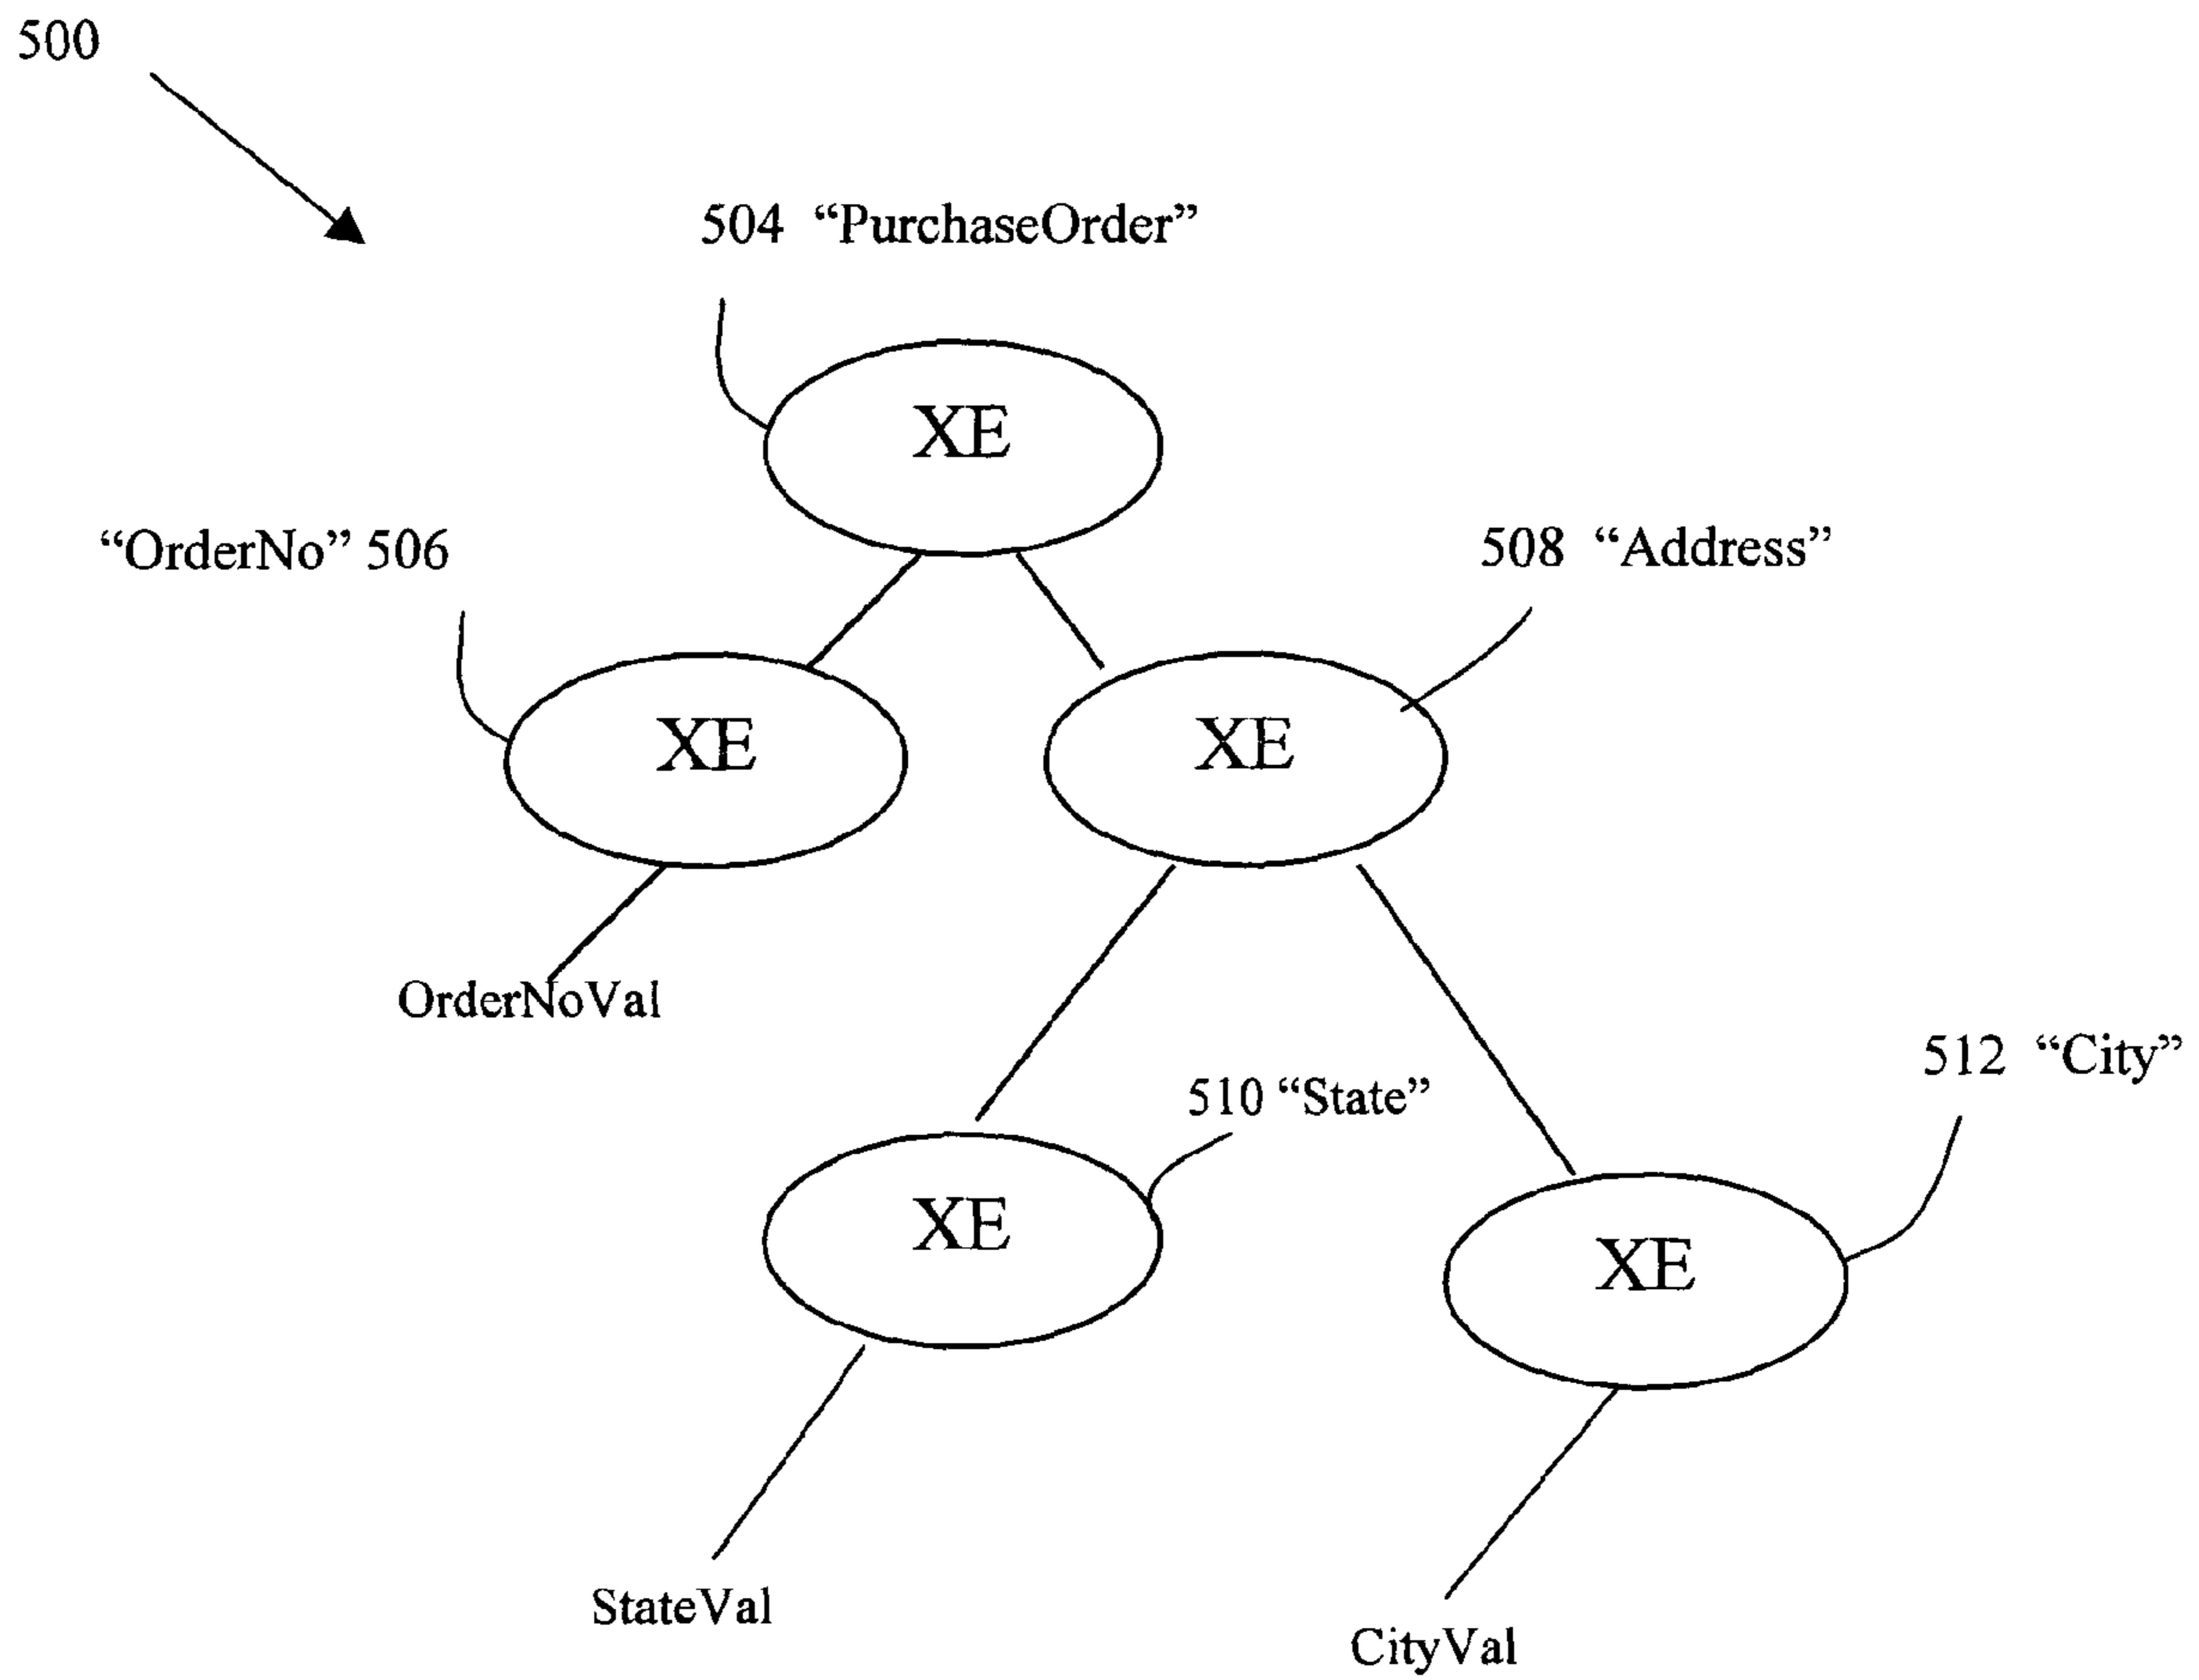 500
504 “PurchaseOrder”
XE
“OrderNo” 506
508 “Address”
XE
XE
OrderNoVal
512 “City”
510 “State”
XE
XE
StateVal
CityVal